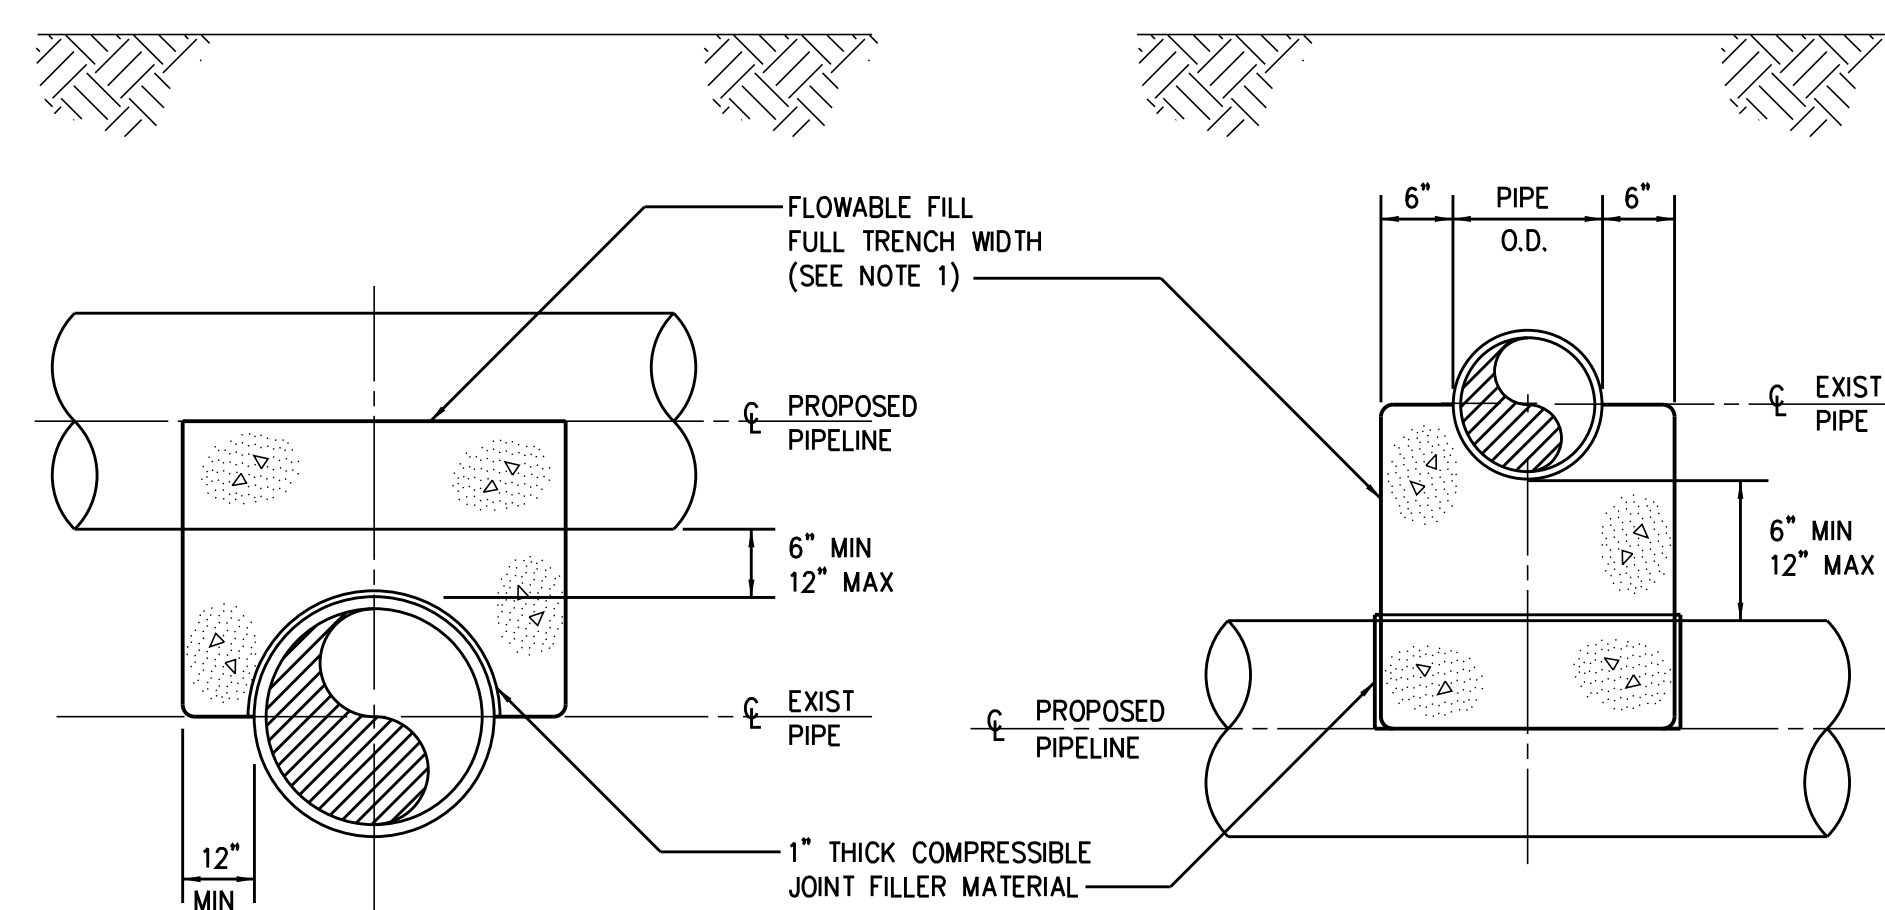 FLOWABLE FILL
FULL TRENCH WIDTH
(SEE NOTE 1)
℄ PROPOSED
PIPELINE
6" MIN
12" MAX
℄ EXIST
PIPE
12"
MIN
1" THICK COMPRESSIBLE
JOINT FILLER MATERIAL
6" PIPE 6"
O.D.
℄ EXIST
PIPE
6" MIN
12" MAX
℄ PROPOSED
PIPELINE